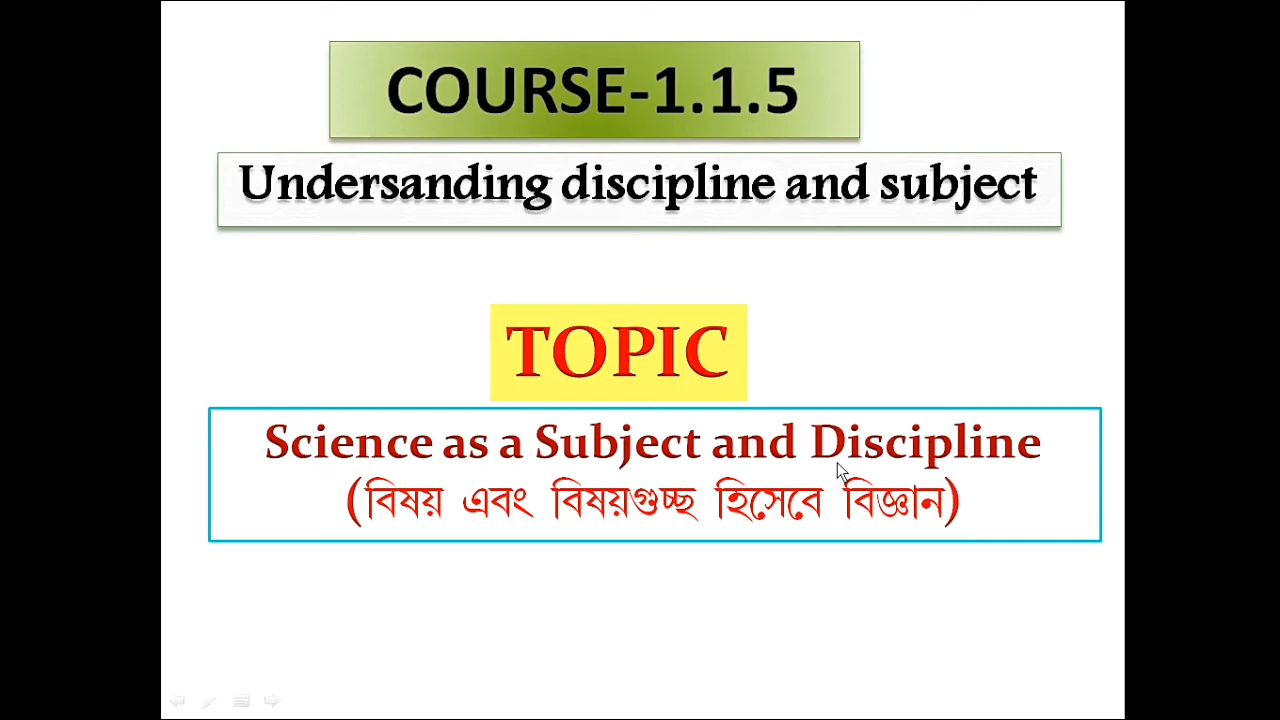 COURSE-1.1.5
Undersanding discipline and subject
TOPIC
Science as a Subject and Discipline
(বিষয় এবং বিষয়গুচ্ছ হিসেবে বিজ্ঞান)